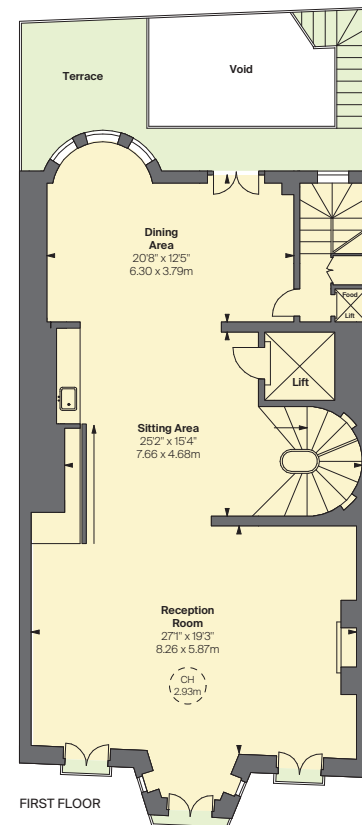 Terrace
Void
Dining
Area
20'8" x 12'5"
6.30 x 3.79m
Food
Lift
Lift
Sitting Area
25'2" x 15'4"
7.66 x 4.68m
Reception
Room
27'1" x 19'3"
8.26 x 5.87m
CH
2.93m
FIRST FLOOR